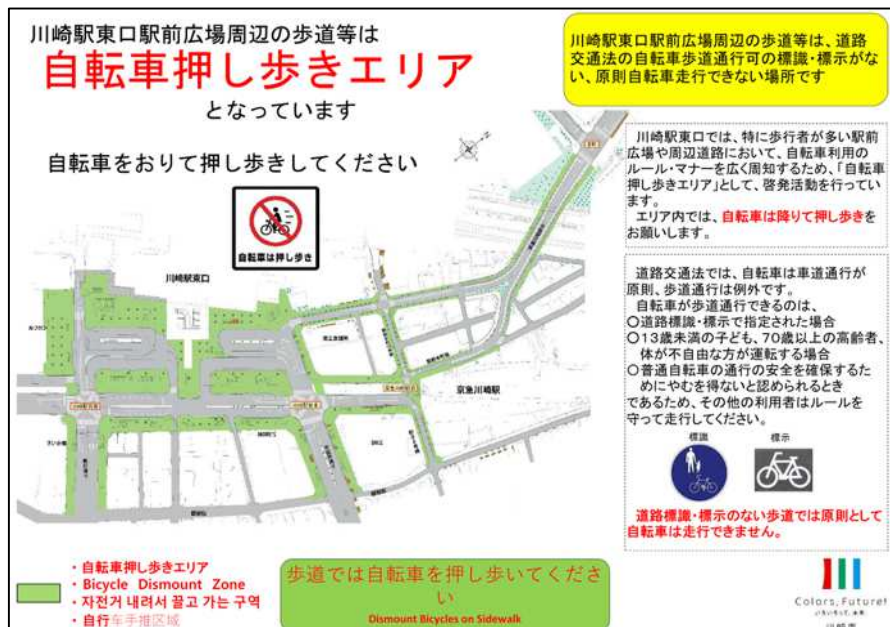 川崎駅東口駅前広場周辺の歩道等は
自転車押し歩きエリア
となっています
自転車をおりて押し歩きしてください
自転車は押し歩き
川崎駅東口
京急川崎駅
川崎駅東口駅前広場周辺の歩道等は、道路
交通法の自転車歩道通行可の標識・標示がな
い、原則自転車走行できない場所です
川崎駅東口では、特に歩行者が多い駅前
広場や周辺道路において、自転車利用の
ルール・マナーを広く周知するため、「自転車
押し歩きエリア」として、啓発活動を行ってい
ます。
エリア内では、自転車は降りて押し歩きを
お願いします。
道路交通法では、自転車は車道通行が
原則、歩道通行は例外です。
自転車が歩道通行できるのは、
〇道路標識・標示で指定された場合
〇13歳未満の子ども、70歳以上の高齢者、
体が不自由な方が運転する場合
〇普通自転車の通行の安全を確保するた
めにやむを得ないと認められるとき
であるため、その他の利用者はルールを
守って走行してください。
標識
標示
道路標識・標示のない歩道では原則として
自転車は走行できません。
・自転車押し歩きエリア
・Bicycle Dismount Zone
・자전거 내려서 끌고 가는 구역
・自行车手推区域
歩道では自転車を押し歩いてくださ
い
Dismount Bicycles on Sidewalk
Colors, Future!
いろいろって、未来。
川崎市